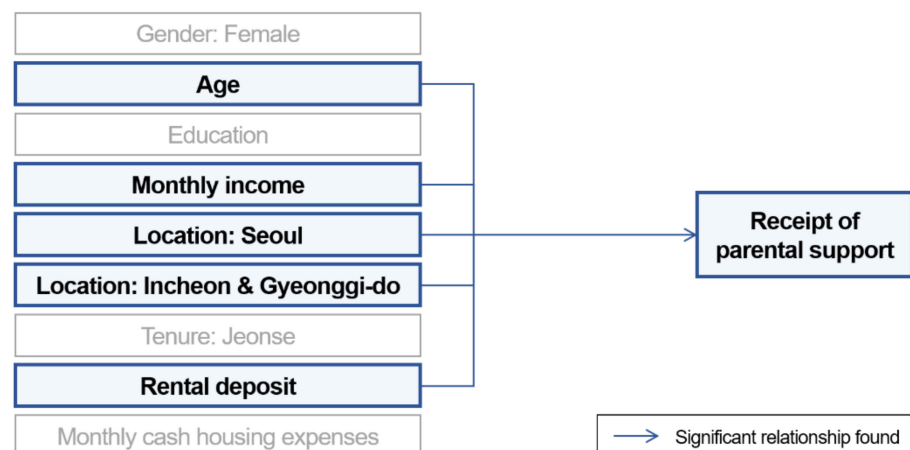 Gender: Female
Age
Education
Monthly income
Location: Seoul
Location: Incheon & Gyeonggi-do
Tenure: Jeonse
Rental deposit
Monthly cash housing expenses
Receipt of
parental support
Significant relationship found